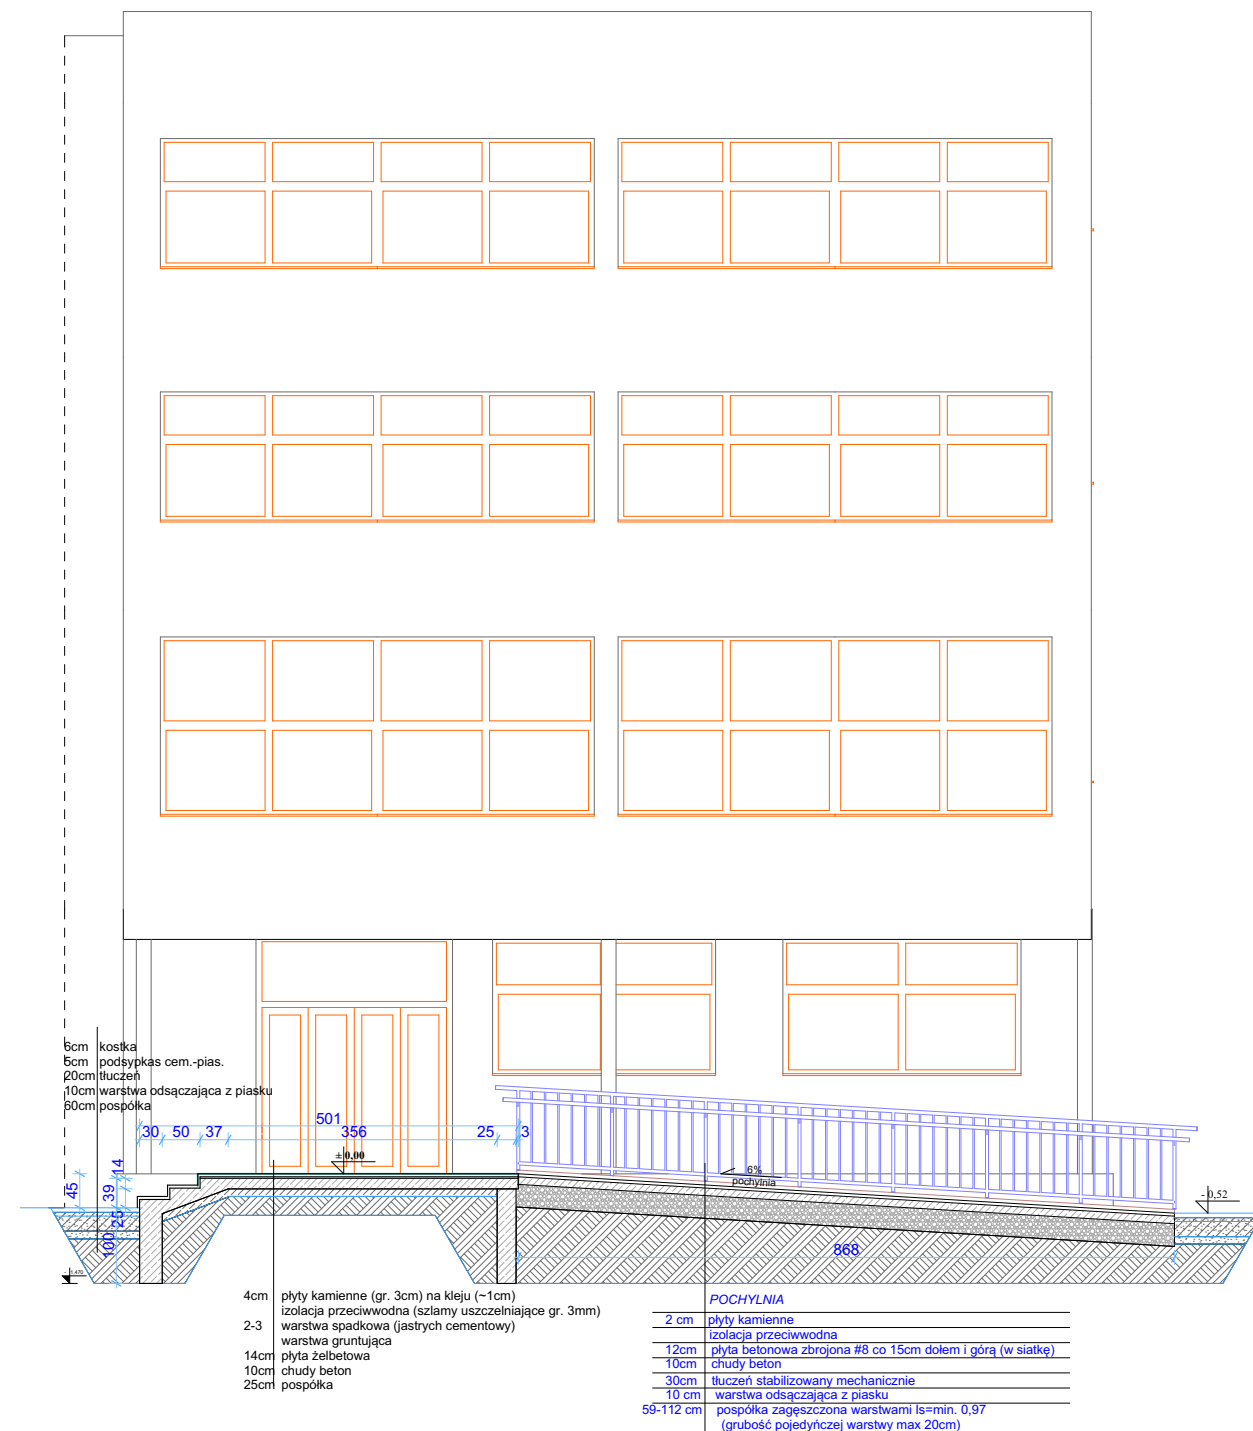 6cm kostka
5cm podsypkas cem.-pias.
20cm tłuczeń
10cm warstwa odsączająca z piasku
60cm pospółka
501
30 50 37 356 25 3
± 0,00
6%
pochylnia
14
45
39
25
100
- 0,52
868
- 1,470
4cm płyty kamienne (gr. 3cm) na kleju (~1cm)
izolacja przeciwwodna (szlamy uszczelniające gr. 3mm)
2-3 warstwa spadkowa (jastrych cementowy)
warstwa gruntująca
14cm płyta żelbetowa
10cm chudy beton
25cm pospółka
POCHYLNIA
2 cm płyty kamienne
izolacja przeciwwodna
12cm płyta betonowa zbrojona #8 co 15cm dołem i górą (w siatkę)
10cm chudy beton
30cm tłuczeń stabilizowany mechanicznie
10 cm warstwa odsączająca z piasku
59-112 cm pospółka zagęszczona warstwami Is=min. 0,97
(grubość pojedyńczej warstwy max 20cm)